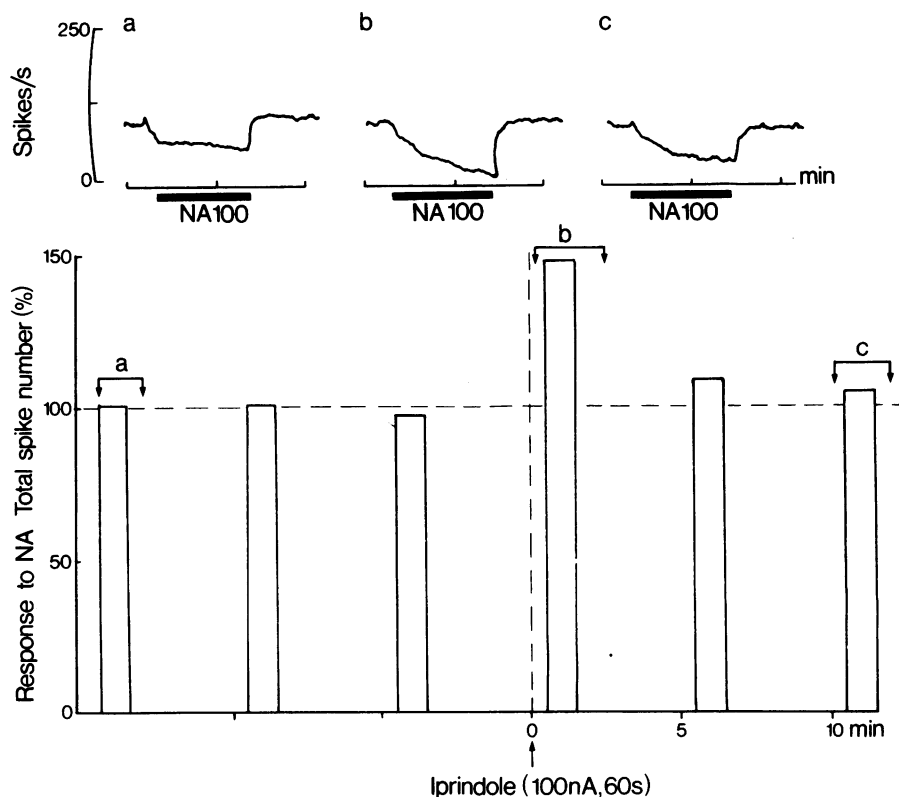 250
a
b
c
Spikes/s
0
min
NA100
NA100
NA100
150
b
a
c
100
50
0
Response to NA Total spike number (%)
0
5
10 min
Iprindole (100nA, 60s)